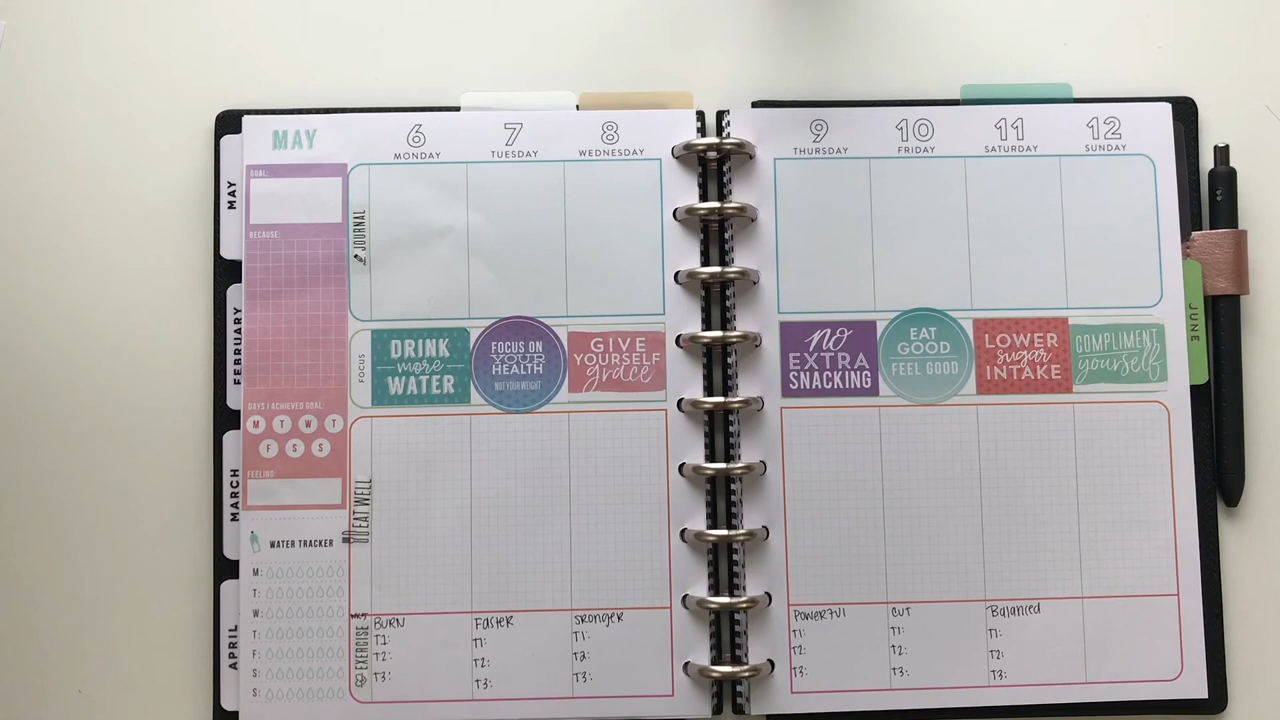 MAY
6
MONDAY
7
TUESDAY
8
WEDNESDAY
9
THURSDAY
10
FRIDAY
11
SATURDAY
12
SUNDAY
MAY
FEBRUARY
MARCH
APRIL
JUNE
GOAL:
BECAUSE:
DAYS I ACHIEVED GOAL:
M T W T
F S S
FEELING:
WATER TRACKER
M:
T:
W:
T:
F:
S:
S:
JOURNAL
FOCUS
DRINK
more
WATER
FOCUS ON
YOUR
HEALTH
NOT YOUR WEIGHT
GIVE
YOURSELF
grace
no
EXTRA
SNACKING
EAT
GOOD
FEEL GOOD
LOWER
sugar
INTAKE
COMPLIMENT
yourself
EAT WELL
EXERCISE
BURN
T1:
T2:
T3:
Faster
T1:
T2:
T3:
sronger
T1:
T2:
T3:
Powerful
T1:
T2:
T3:
CUT
T1:
T2:
T3:
Balanced
T1:
T2:
T3: